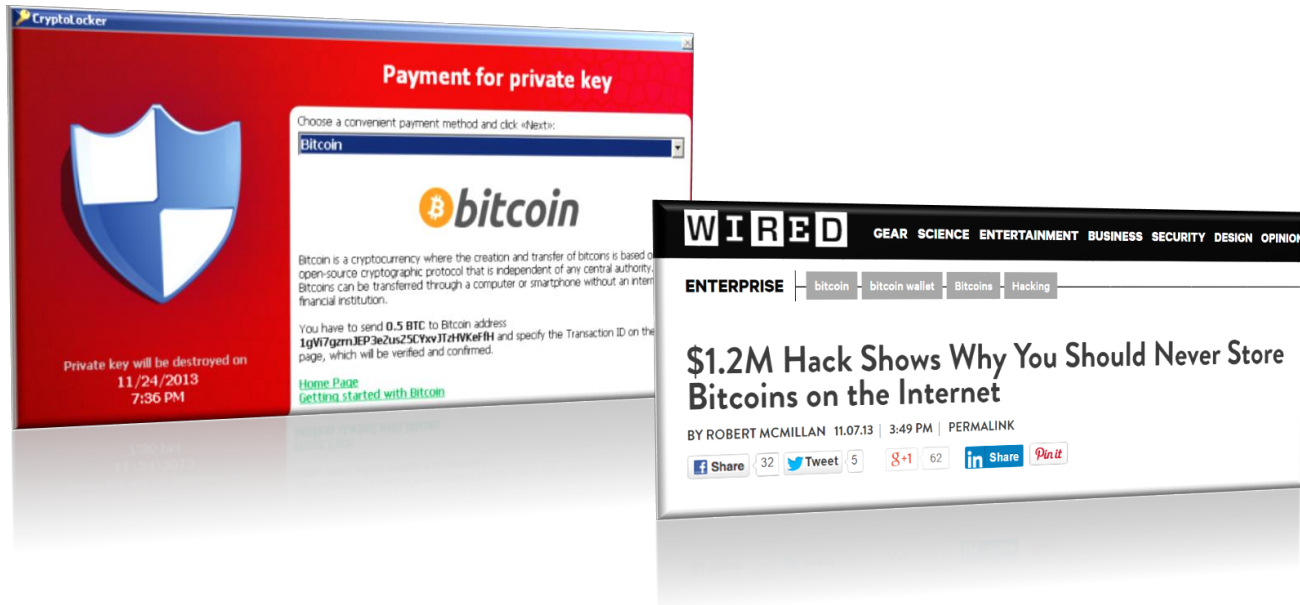 CryptoLocker
Payment for private key
Choose a convenient payment method and click «Next»:
Bitcoin
bitcoin
Bitcoin is a cryptocurrency where the creation and transfer of bitcoins is based
open-source cryptographic protocol that is independent of any central authority.
Bitcoins can be transferred through a computer or smartphone without an
financial institution.
You have to send 0.5 BTC to Bitcoin address
and specify the Transaction ID on the
page, which will be verified and confirmed.
Home Page
Getting started with Bitcoin
Private key will be destroyed on
11/24/2013
7:36 PM
WIRED
GEAR SCIENCE ENTERTAINMENT BUSINESS SECURITY DESIGN OPINION
ENTERPRISE bitcoin bitcoin wallet Bitcoins Hacking
$1.2M Hack Shows Why You Should Never Store
Bitcoins on the Internet
BY ROBERT MCMILLAN 11.07.13 | 3:49 PM | PERMALINK
Share 32 Tweet 5 g+1 62 in Share Pin it